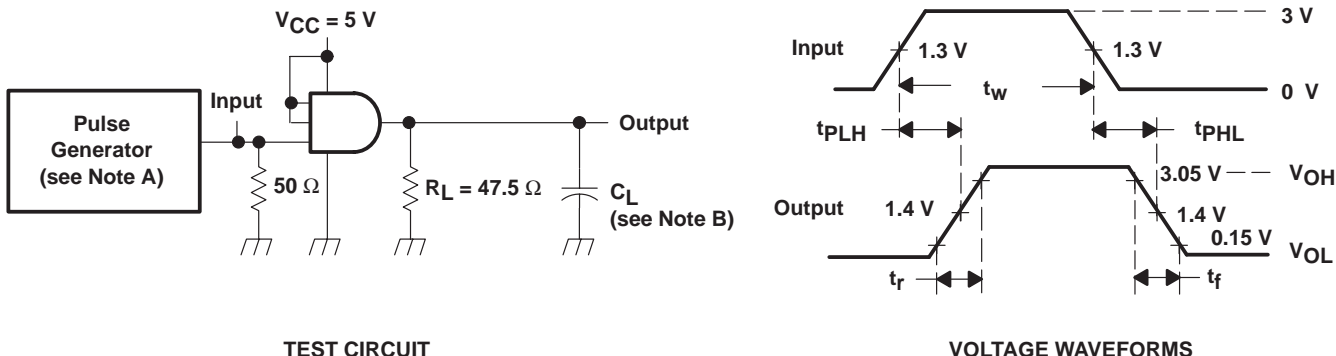 VCC = 5 V
Input
Pulse
Generator
(see Note A)
50 Ω
RL = 47.5 Ω
CL
(see Note B)
Output
TEST CIRCUIT
3 V
Input
1.3 V
1.3 V
tw
0 V
tPLH
tPHL
3.05 V
VOH
Output
1.4 V
1.4 V
0.15 V
VOL
tr
tf
VOLTAGE WAVEFORMS